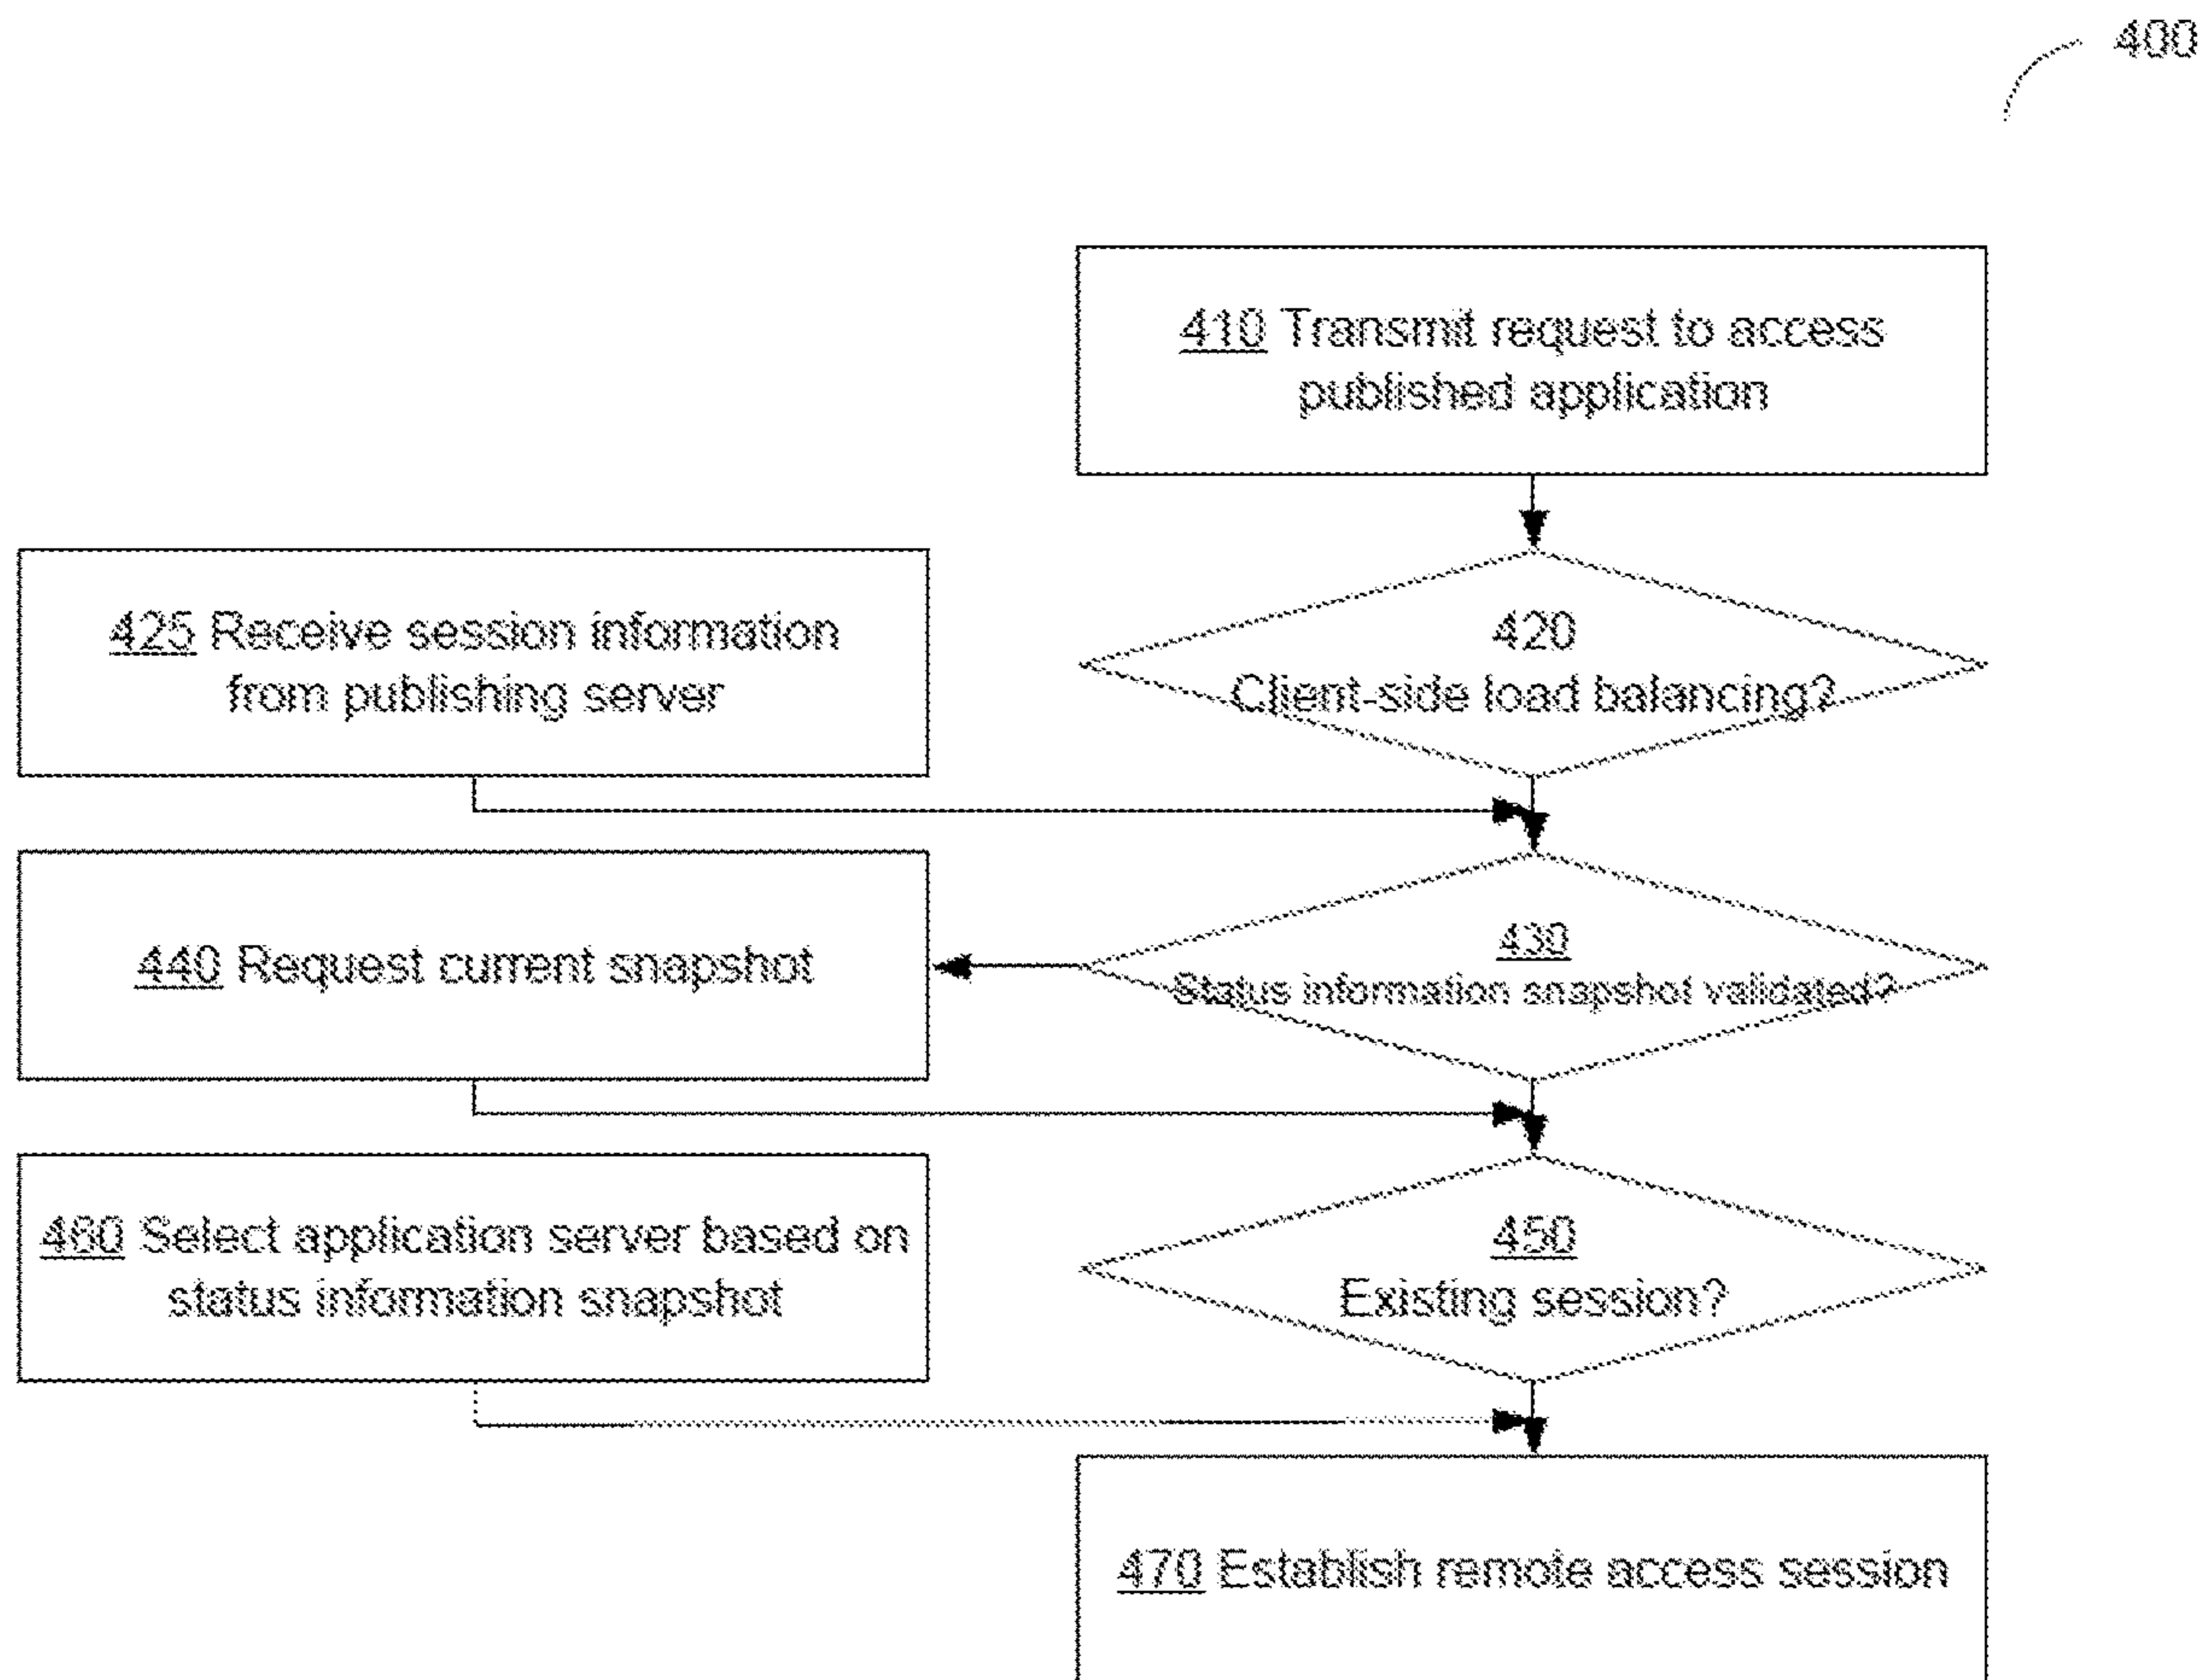 400
410 Transmit request to access
published application
425 Receive session information
from publishing server
420
Client-side load balancing?
440 Request current snapshot
430
Status information snapshot validated?
460 Select application server based on
status information snapshot
450
Existing session?
470 Establish remote access session